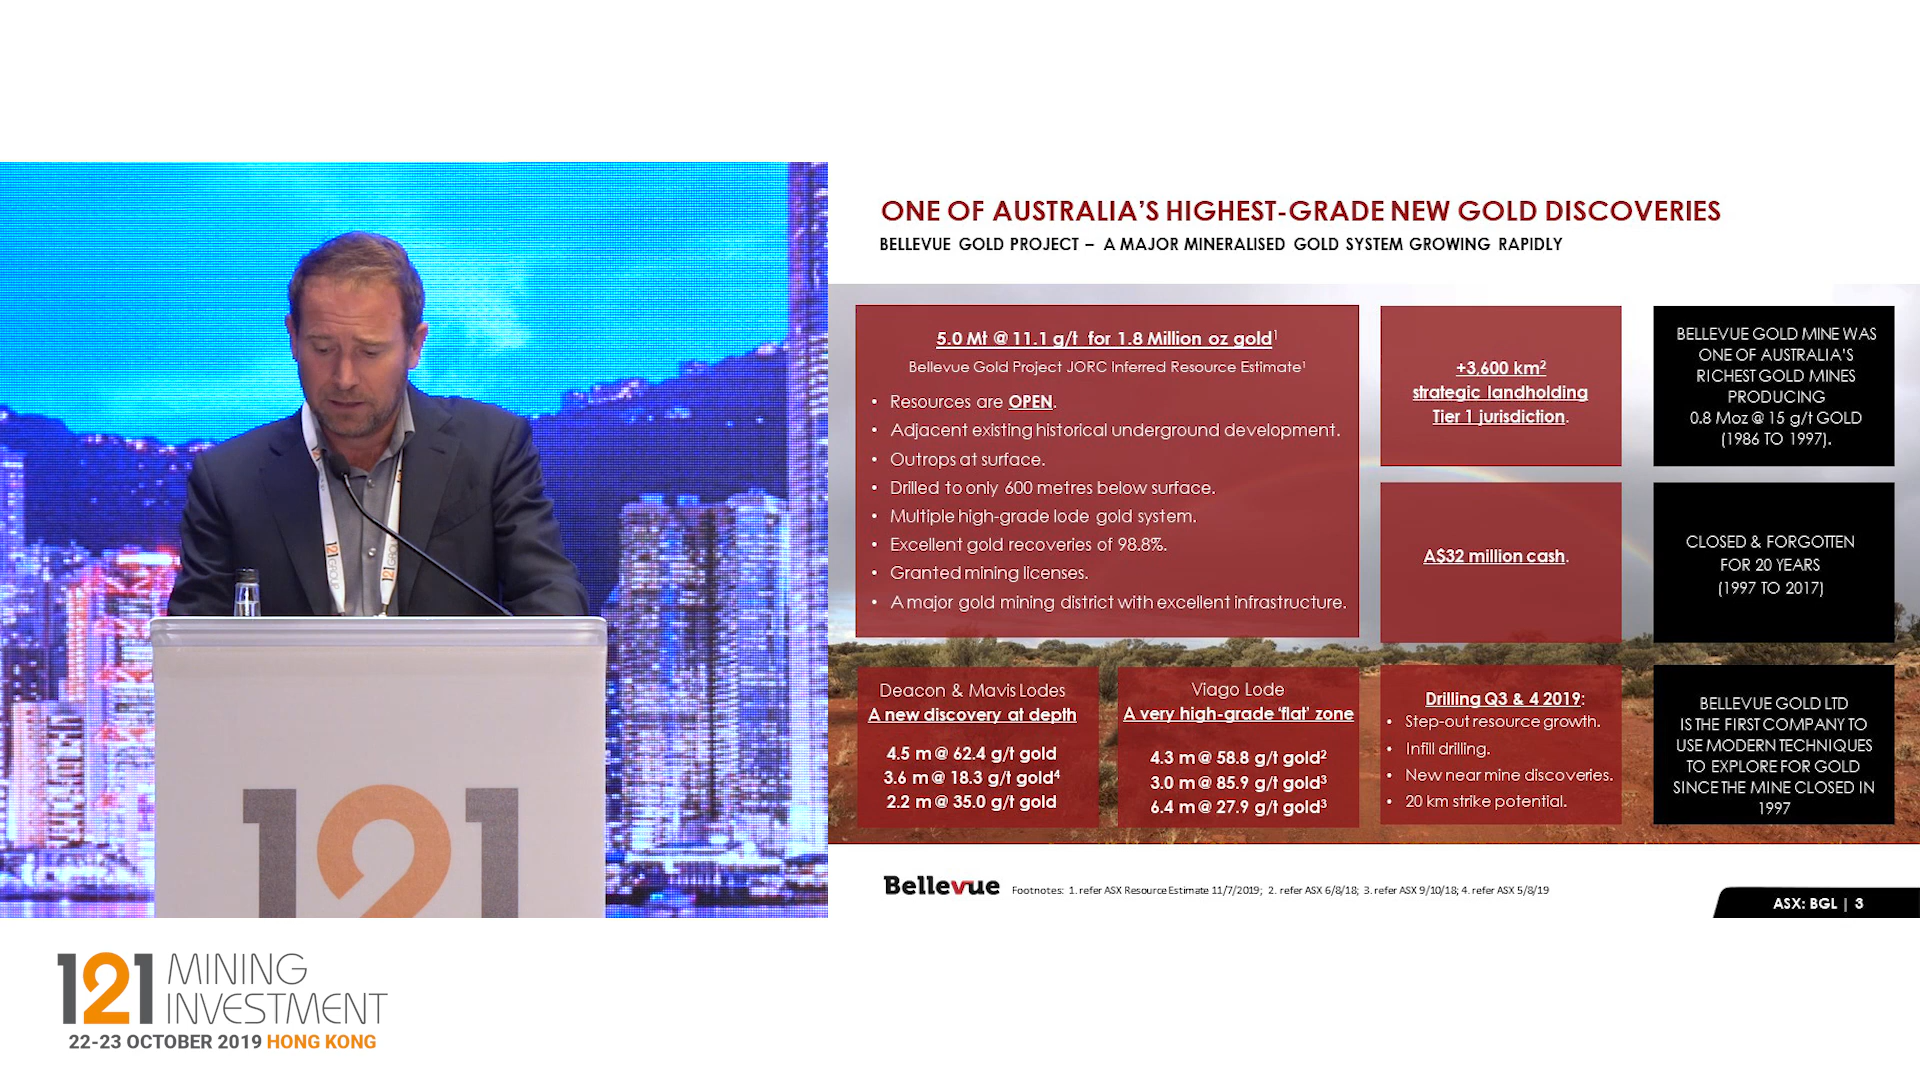 ONE OF AUSTRALIA'S HIGHEST-GRADE NEW GOLD DISCOVERIES
BELLEVUE GOLD PROJECT – A MAJOR MINERALISED GOLD SYSTEM GROWING RAPIDLY
5.0 Mt @ 11.1 g/t for 1.8 Million oz gold¹
Bellevue Gold Project JORC Inferred Resource Estimate¹
• Resources are OPEN.
• Adjacent existing historical underground development.
• Outrops at surface.
• Drilled to only 600 metres below surface.
• Multiple high-grade lode gold system.
• Excellent gold recoveries of 98.8%.
• Granted mining licenses.
• A major gold mining district with excellent infrastructure.
+3,600 km²
strategic landholding
Tier 1 jurisdiction.
BELLEVUE GOLD MINE WAS
ONE OF AUSTRALIA'S
RICHEST GOLD MINES
PRODUCING
0.8 Moz @ 15 g/t GOLD
(1986 TO 1997).
A$32 million cash.
CLOSED & FORGOTTEN
FOR 20 YEARS
(1997 TO 2017)
Deacon & Mavis Lodes
A new discovery at depth
4.5 m @ 62.4 g/t gold
3.6 m @ 18.3 g/t gold⁴
2.2 m @ 35.0 g/t gold
Viago Lode
A very high-grade 'flat' zone
4.3 m @ 58.8 g/t gold²
3.0 m @ 85.9 g/t gold³
6.4 m @ 27.9 g/t gold³
Drilling Q3 & 4 2019:
• Step-out resource growth.
• Infill drilling.
• New near mine discoveries.
• 20 km strike potential.
BELLEVUE GOLD LTD
IS THE FIRST COMPANY TO
USE MODERN TECHNIQUES
TO EXPLORE FOR GOLD
SINCE THE MINE CLOSED IN
1997
Bellevue
Footnotes: 1. refer ASX Resource Estimate 11/7/2019; 2. refer ASX 6/8/18; 3. refer ASX 9/10/18; 4. refer ASX 5/8/19
ASX: BGL | 3
121 GROUP
121
121
121 MINING
INVESTMENT
22-23 OCTOBER 2019 HONG KONG